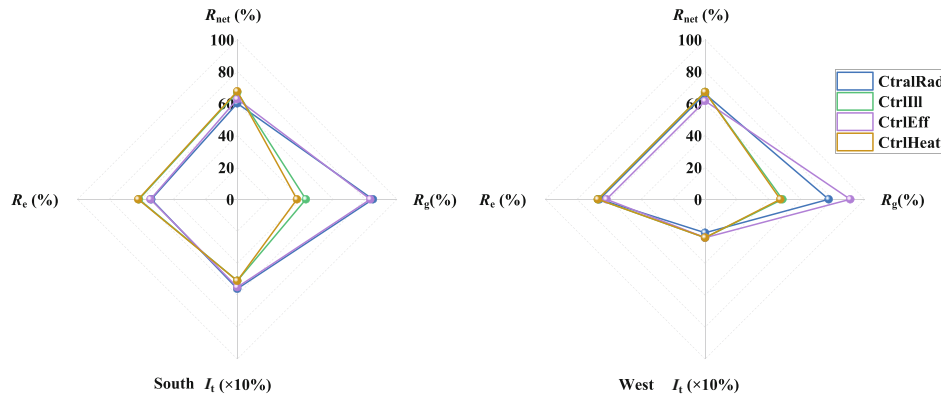 R_net (%)
100
80
60
40
20
0
R_e (%)
R_g(%)
South I_t (×10%)
R_net (%)
100
80
60
40
20
0
R_e (%)
R_g(%)
West I_t (×10%)
CtralRad
CtrlIll
CtrlEff
CtrlHeat